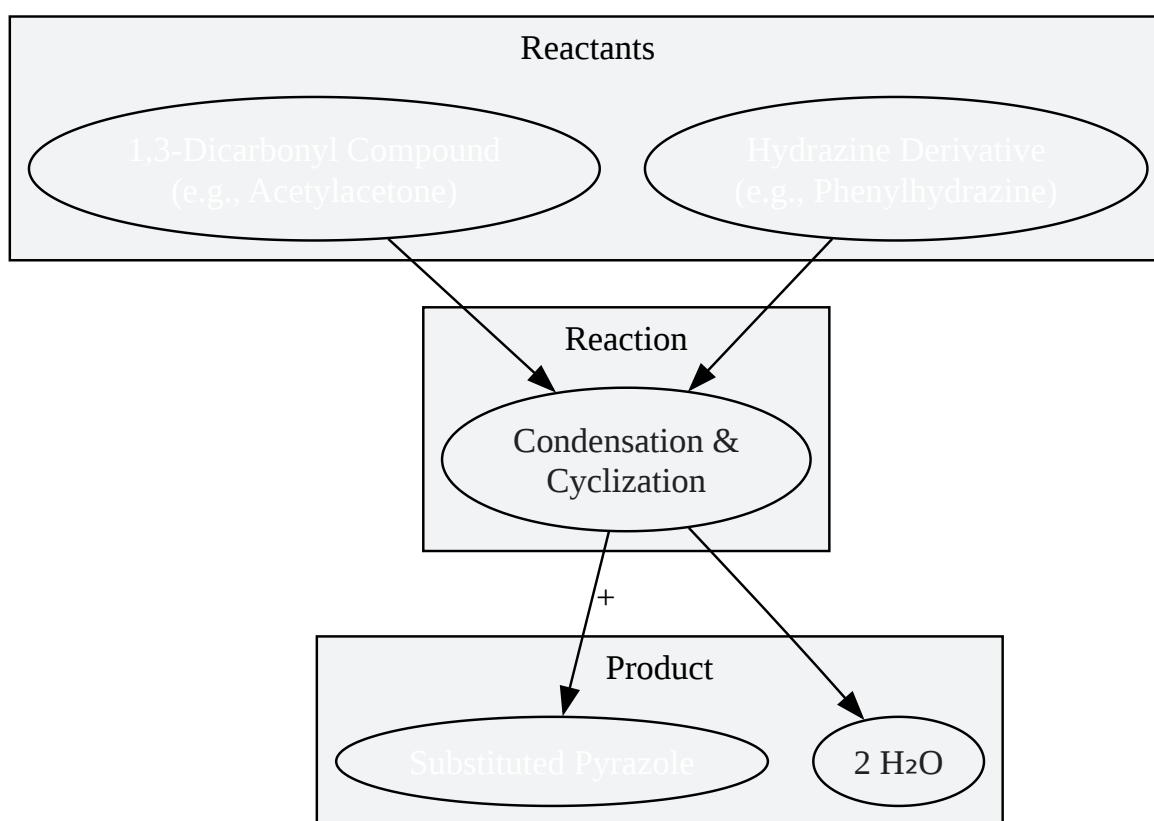 Reactants
1,3-Dicarbonyl Compound
(e.g., Acetylacetone)
Hydrazine Derivative
(e.g., Phenylhydrazine)
Reaction
Condensation &
Cyclization
+
Product
Substituted Pyrazole
2 H₂O